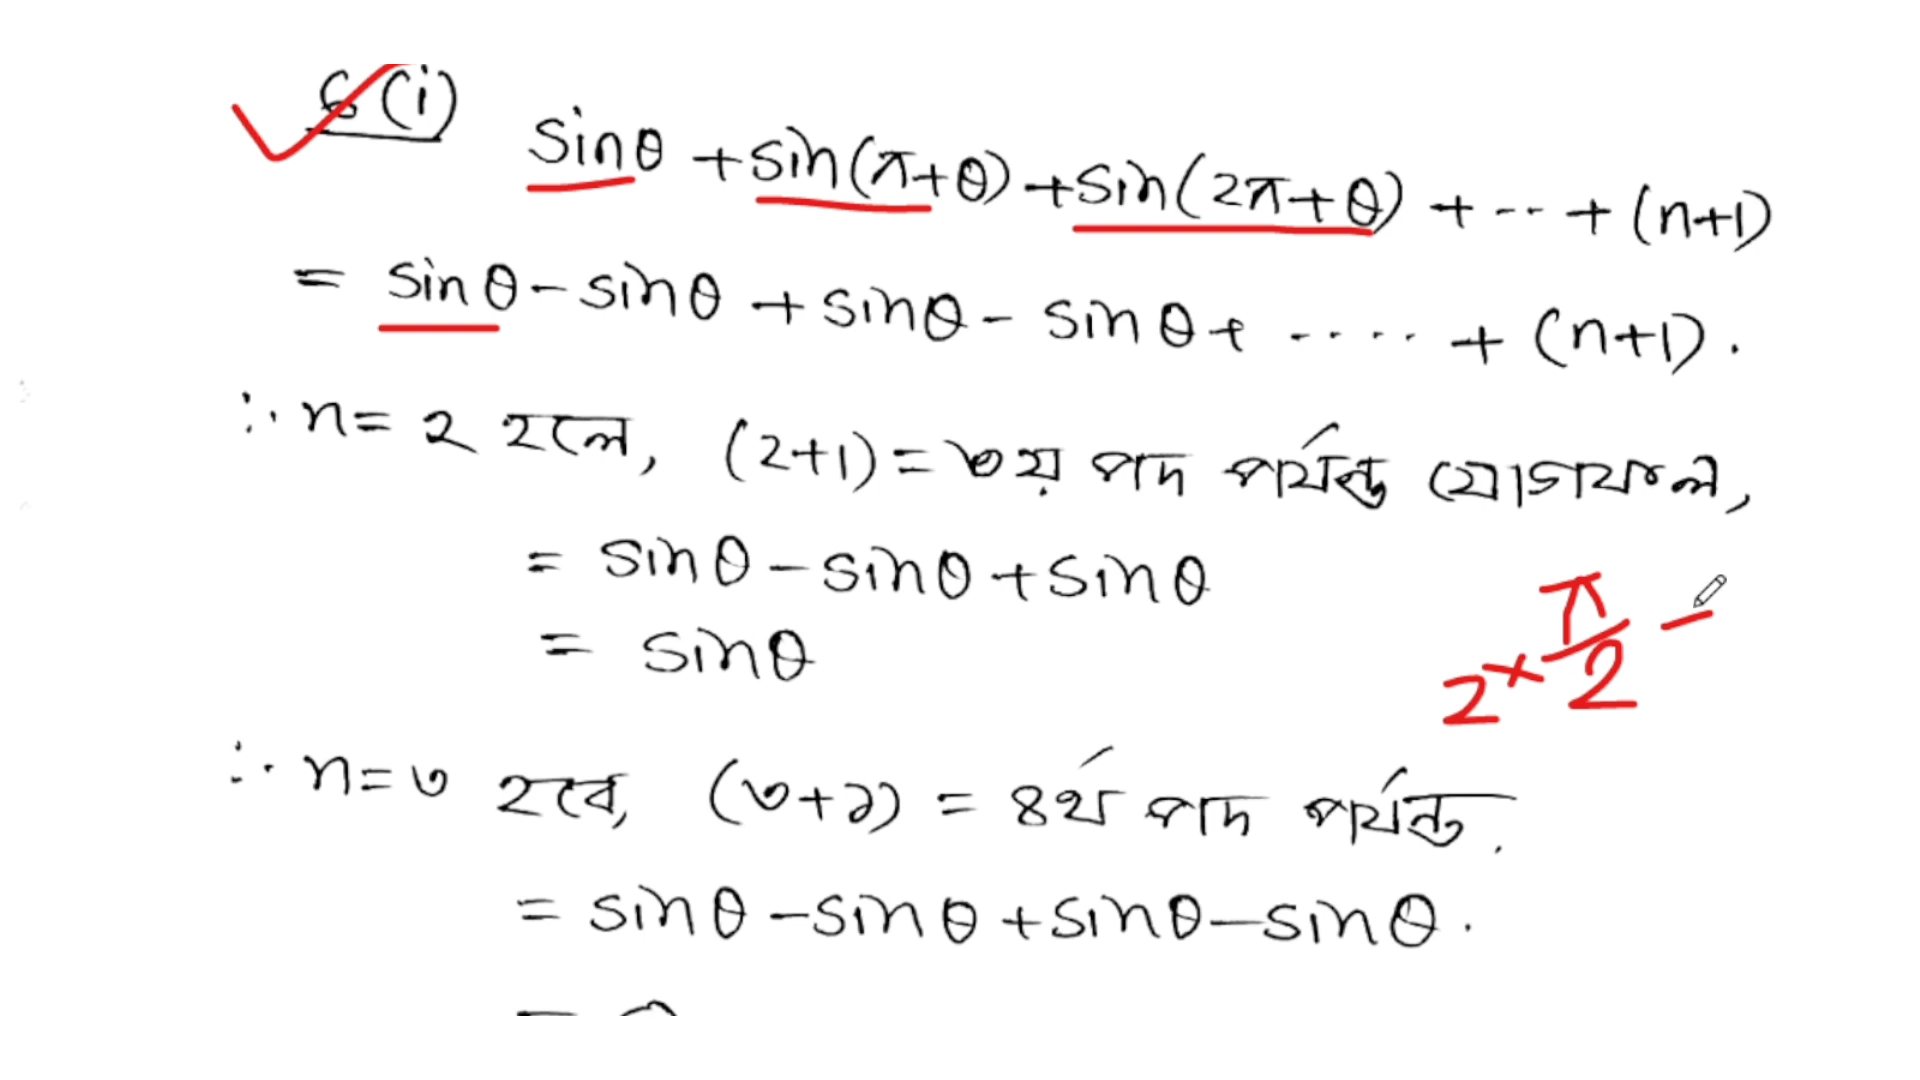 6 (i)
sinθ + sin(π+θ) + sin(2π+θ) + ... + (n+1)
= sinθ - sinθ + sinθ - sinθ + ..... + (n+1).
∴ n = 2 হলে, (2+1) = ৩য় পদ পর্যন্ত যোগফল,
= sinθ - sinθ + sinθ
= sinθ
2 × π/2 -
∴ n = ৩ হবে, (৩+১) = ৪র্থ পদ পর্যন্ত.
= sinθ - sinθ + sinθ - sinθ.